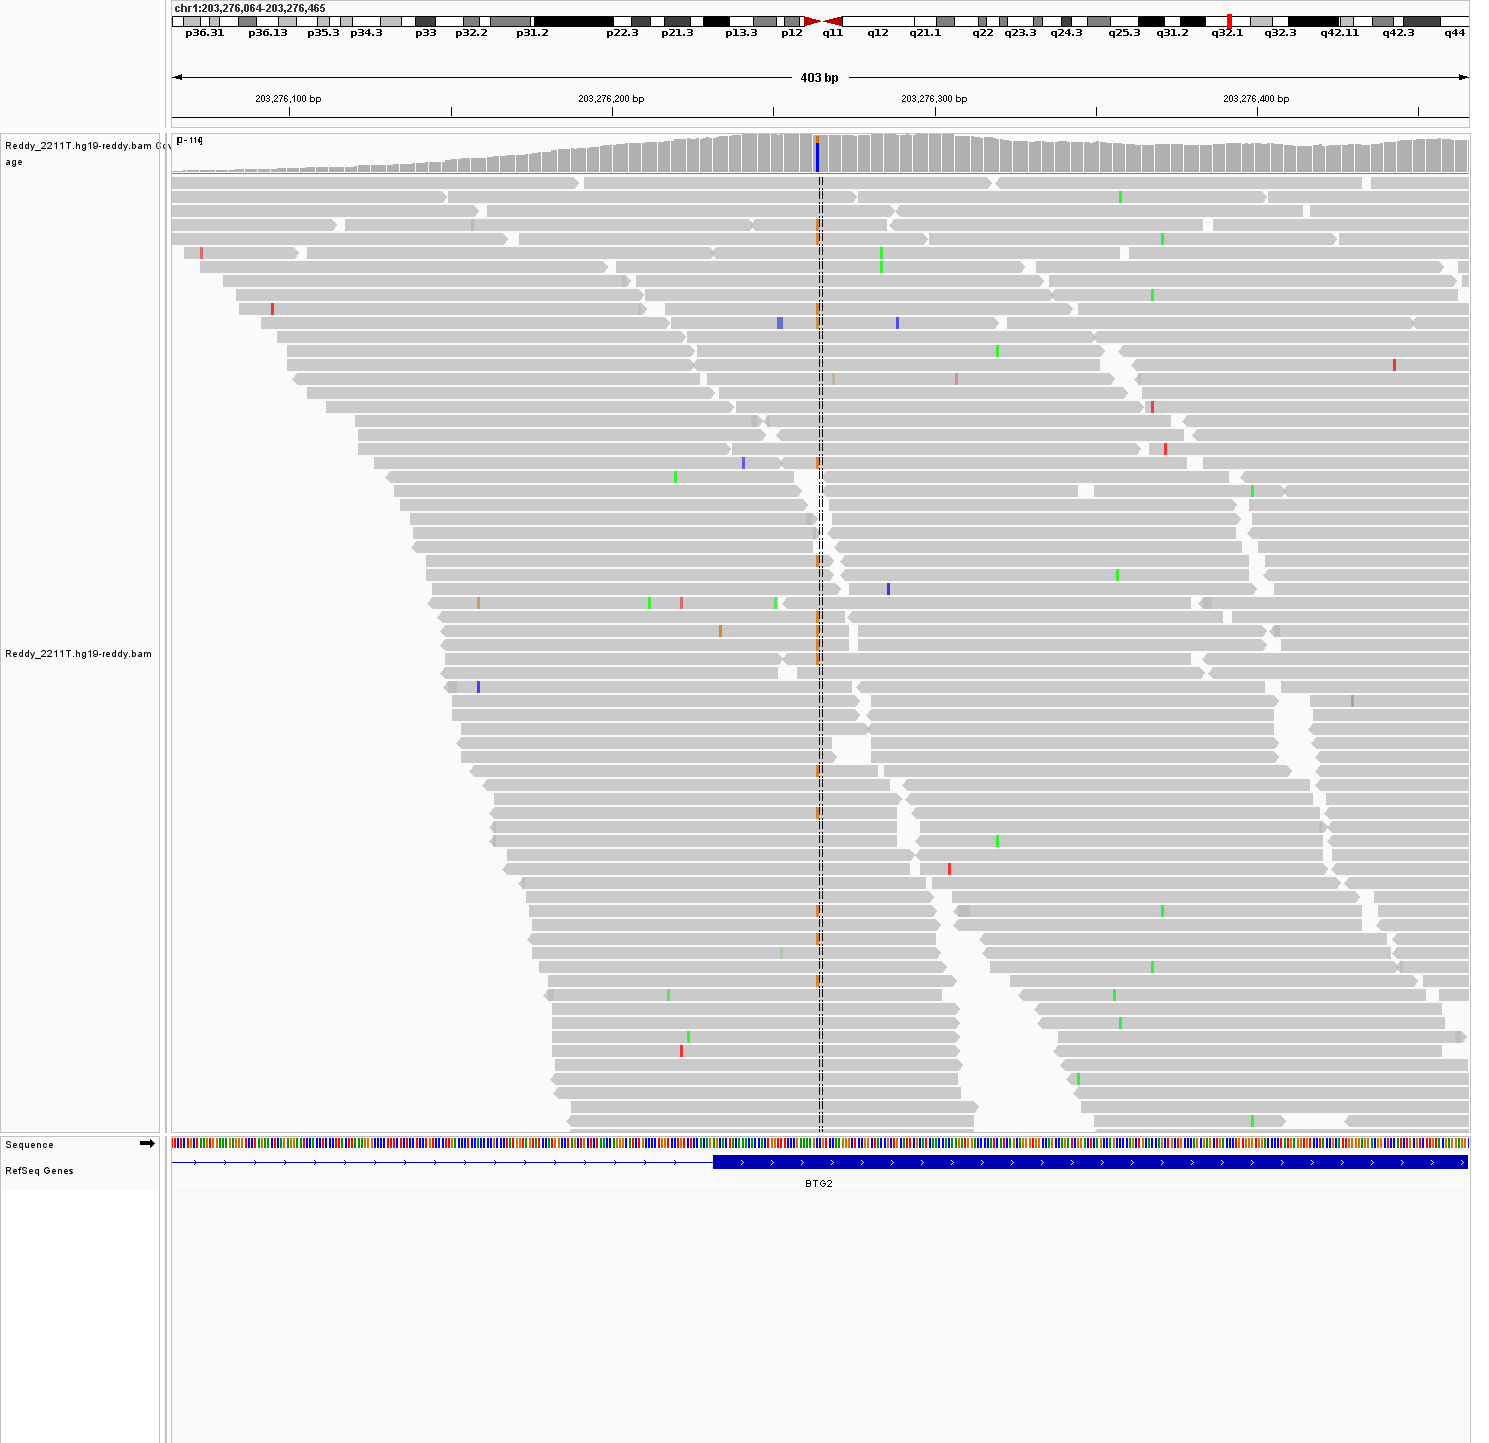 chr1:203,276,064-203,276,465
p36.31 p36.13 p35.3 p34.3 p33 p32.2 p31.2 p22.3 p21.3 p13.3 p12 q11 q12 q21.1 q22 q23.3 q24.3 q25.3 q31.2 q32.1 q32.3 q42.11 q42.3 q44
403 bp
203,276,100 bp 203,276,200 bp 203,276,300 bp 203,276,400 bp
Reddy_2211T.hg19-reddy.bam Cov
age
Reddy_2211T.hg19-reddy.bam
Sequence
RefSeq Genes
BTG2